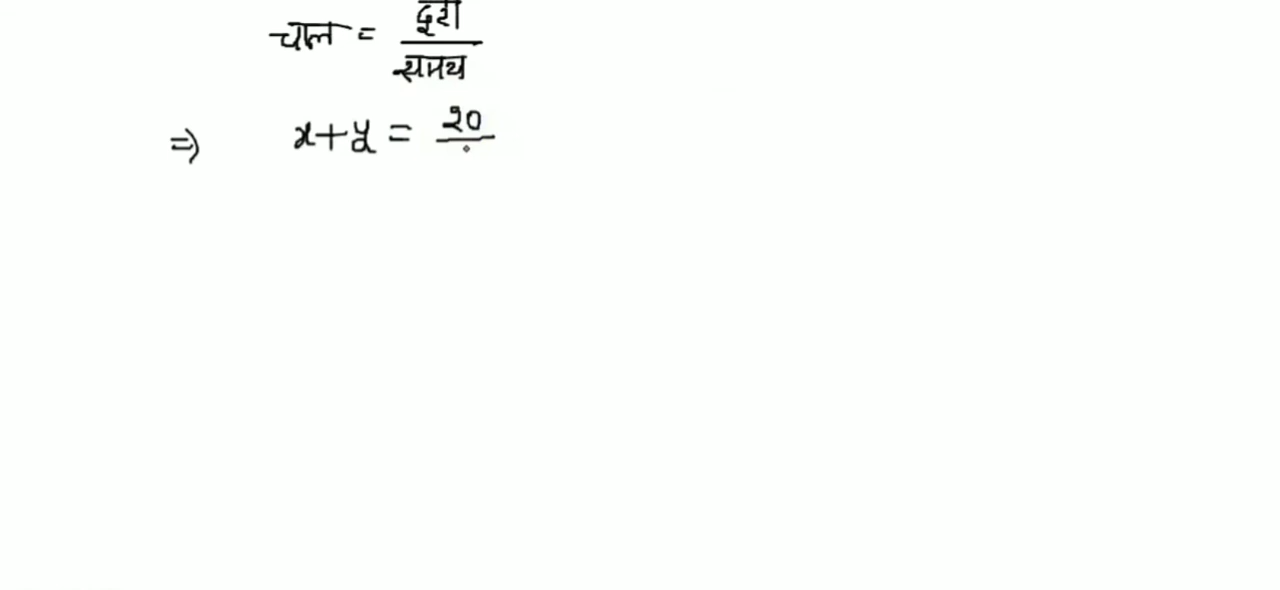 चाल = दूरी / समय
⇒ x+y = 20 /